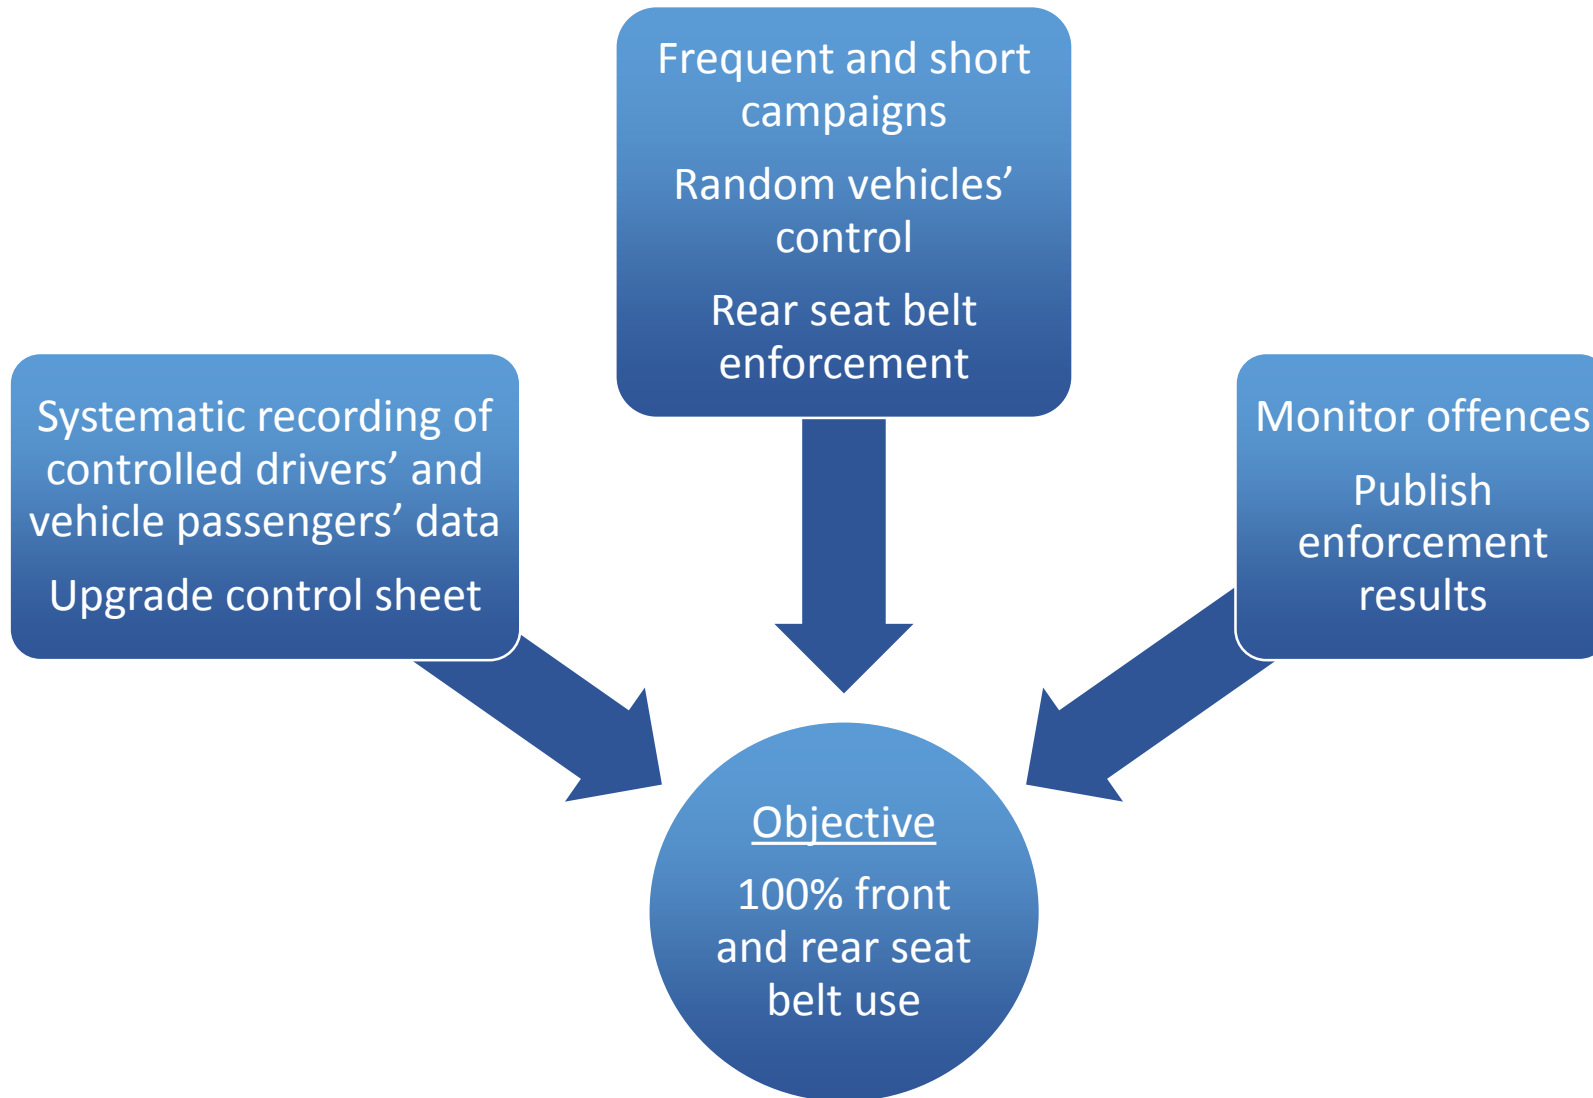 Frequent and short
campaigns
Random vehicles’
control
Rear seat belt
enforcement
Systematic recording of
controlled drivers’ and
vehicle passengers’ data
Upgrade control sheet
Monitor offences
Publish
enforcement
results
Objective
100% front
and rear seat
belt use